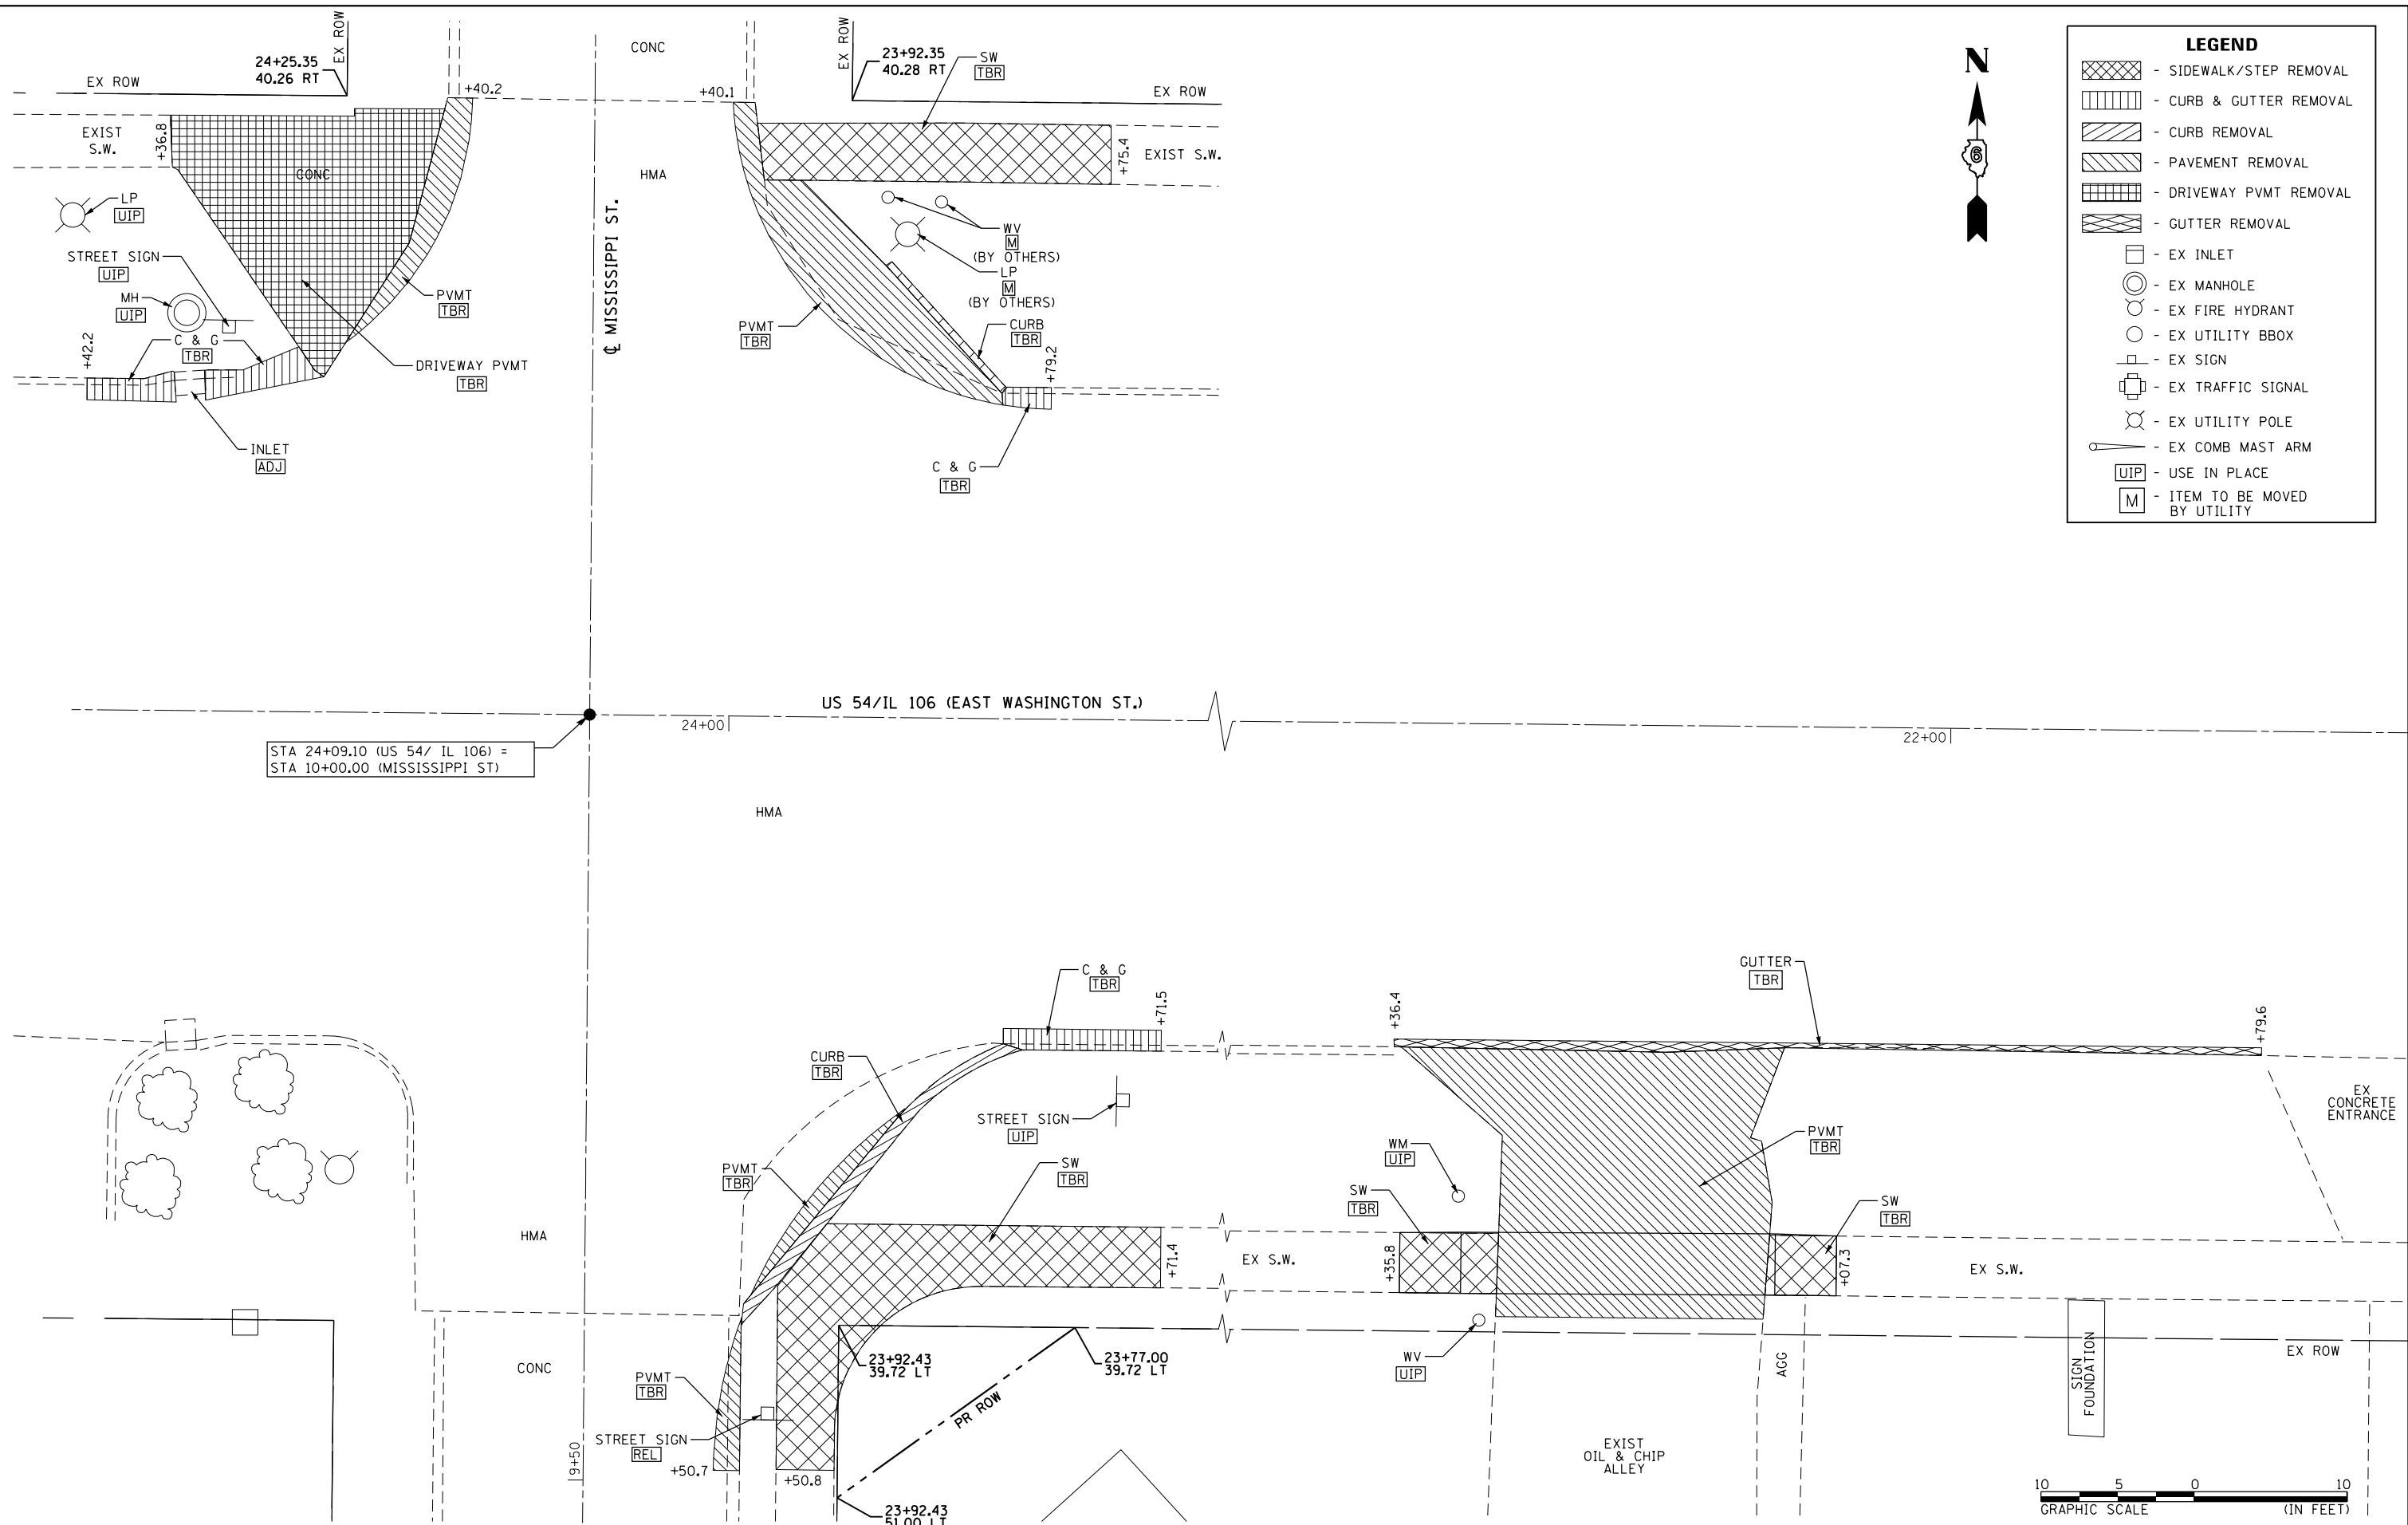 EX ROW
24+25.35
40.26 RT
EX ROW
+40.2
CONC
+40.1
EX ROW
23+92.35
40.28 RT
SW
TBR
EX ROW
EXIST
S.W.
+36.8
CONC
HMA
+75.4
EXIST S.W.
LP
UIP
STREET SIGN
UIP
MH
UIP
+42.2
C & G
TBR
PVMT
TBR
DRIVEWAY PVMT
TBR
INLET
ADJ
℄ MISSISSIPPI ST.
WV
M
(BY OTHERS)
LP
M
(BY OTHERS)
PVMT
TBR
CURB
TBR
+79.2
C & G
TBR
N
6
LEGEND
- SIDEWALK/STEP REMOVAL
- CURB & GUTTER REMOVAL
- CURB REMOVAL
- PAVEMENT REMOVAL
- DRIVEWAY PVMT REMOVAL
- GUTTER REMOVAL
- EX INLET
- EX MANHOLE
- EX FIRE HYDRANT
- EX UTILITY BBOX
- EX SIGN
- EX TRAFFIC SIGNAL
- EX UTILITY POLE
- EX COMB MAST ARM
UIP - USE IN PLACE
M - ITEM TO BE MOVED
BY UTILITY
US 54/IL 106 (EAST WASHINGTON ST.)
24+00
22+00
STA 24+09.10 (US 54/ IL 106) =
STA 10+00.00 (MISSISSIPPI ST)
HMA
C & G
TBR
+71.5
CURB
TBR
STREET SIGN
UIP
PVMT
TBR
SW
TBR
HMA
+71.4
EX S.W.
CONC
PVMT
TBR
STREET SIGN
REL
9+50
+50.7
+50.8
23+92.43
39.72 LT
23+77.00
39.72 LT
PR ROW
23+92.43
51.00 LT
+36.4
GUTTER
TBR
+79.6
EX
CONCRETE
ENTRANCE
WM
UIP
PVMT
TBR
SW
TBR
SW
TBR
+35.8
+07.3
EX S.W.
WV
UIP
AGG
SIGN
FOUNDATION
EX ROW
EXIST
OIL & CHIP
ALLEY
10 5 0 10
GRAPHIC SCALE (IN FEET)